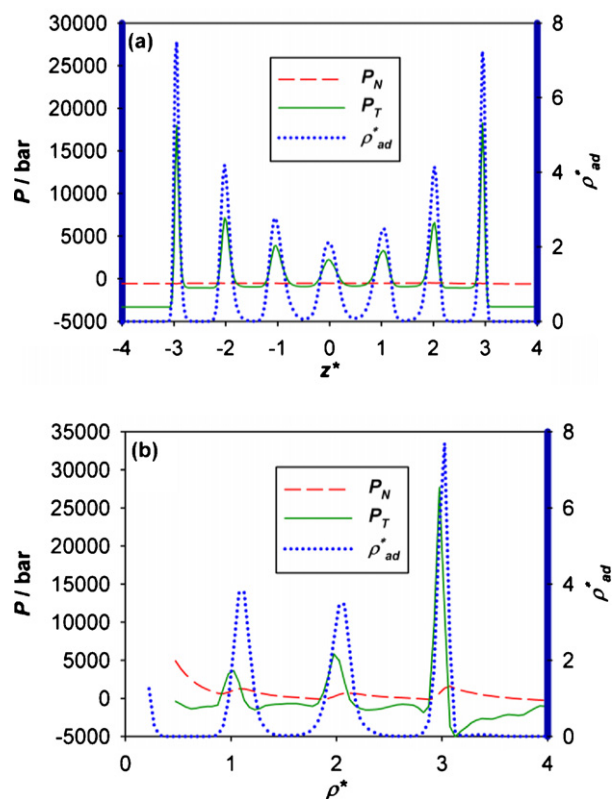 (a)
P_N
P_T
ρ*_ad
30000
25000
20000
15000
10000
5000
0
-5000
P / bar
8
6
4
2
0
ρ*_ad
-4 -3 -2 -1 0 1 2 3 4
z*
(b)
P_N
P_T
ρ*_ad
35000
30000
25000
20000
15000
10000
5000
0
-5000
P / bar
8
6
4
2
0
ρ*_ad
0 1 2 3 4
ρ*